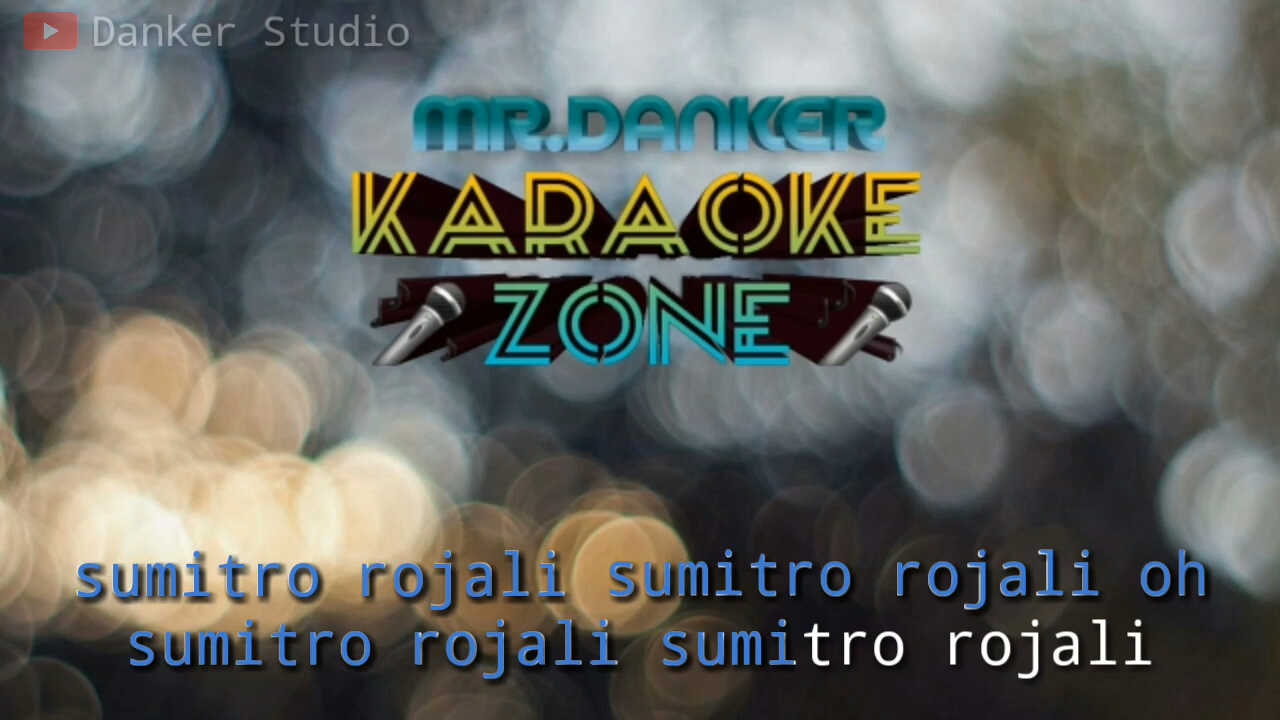 Danker Studio
MR.DANKER
KARAOKE
ZONE
sumitro rojali sumitro rojali oh
sumitro rojali sumitro rojali